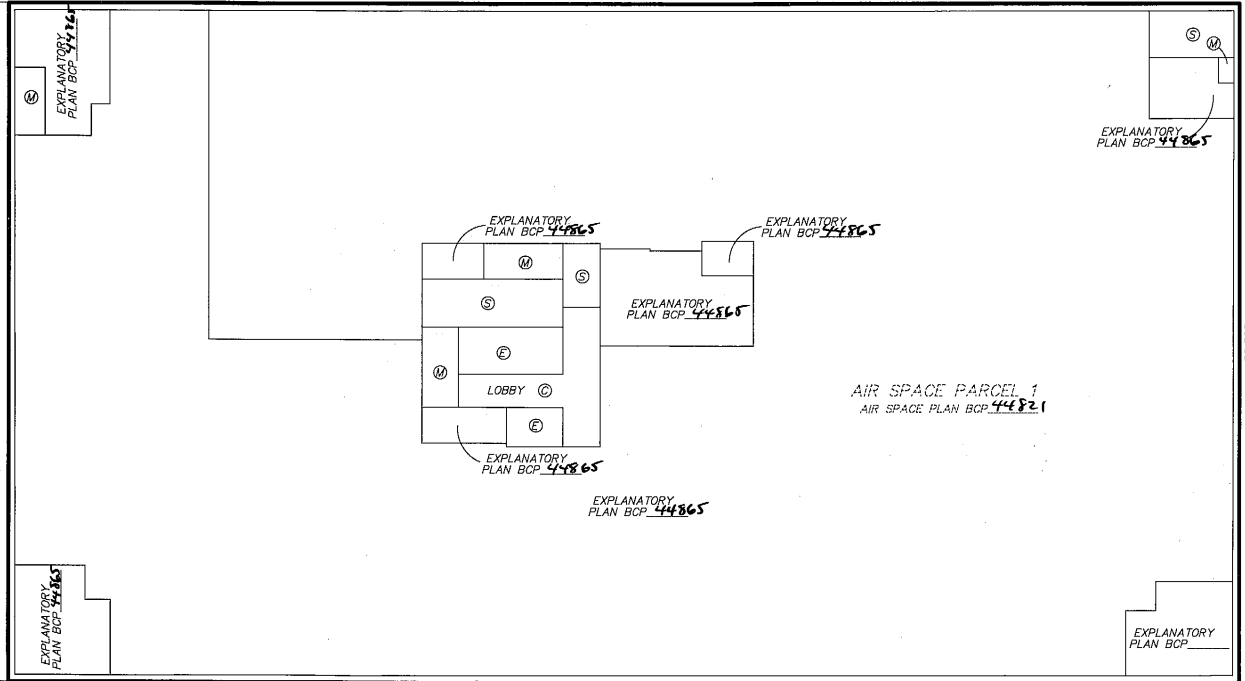 EXPLANATORY
PLAN BCP 44865
Ⓜ
Ⓢ
Ⓜ
EXPLANATORY
PLAN BCP 44865
EXPLANATORY
PLAN BCP 44865
EXPLANATORY
PLAN BCP 44865
Ⓜ
Ⓢ
Ⓢ
EXPLANATORY
PLAN BCP 44865
Ⓔ
Ⓜ
LOBBY Ⓒ
Ⓔ
AIR SPACE PARCEL 1
AIR SPACE PLAN BCP 44821
EXPLANATORY
PLAN BCP 44865
EXPLANATORY
PLAN BCP 44865
EXPLANATORY
PLAN BCP 44865
EXPLANATORY
PLAN BCP______